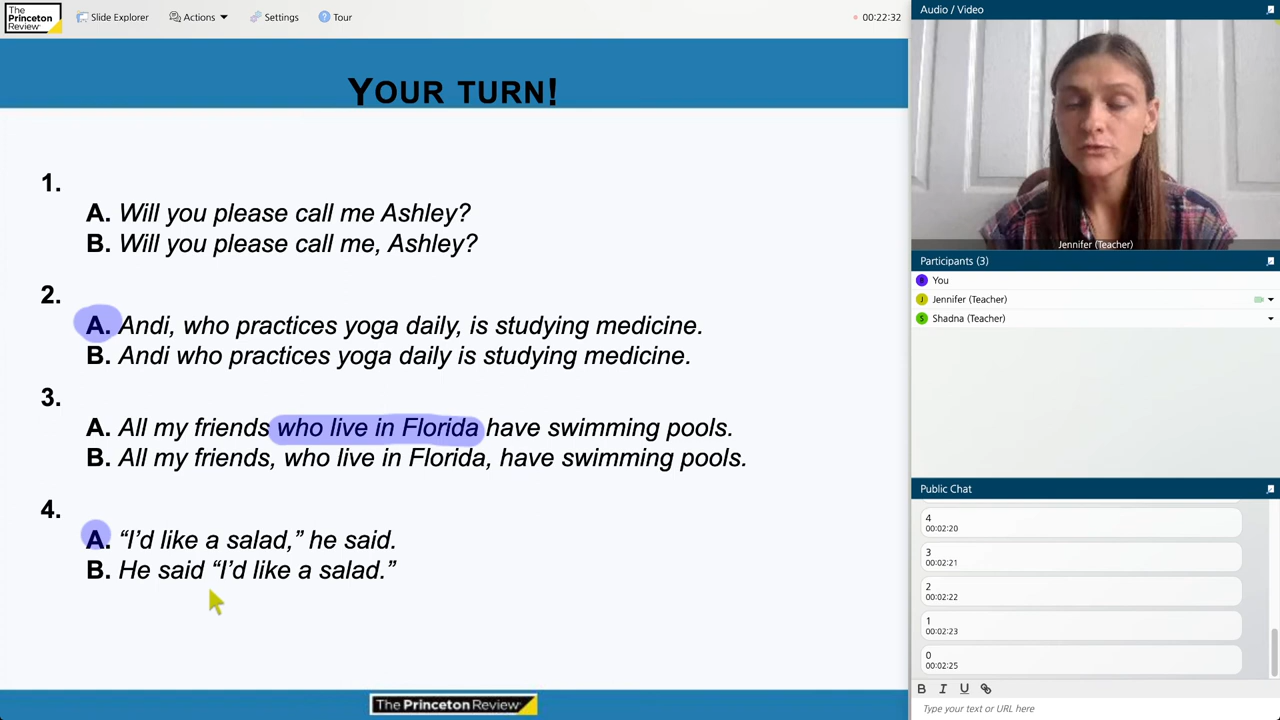 The
Princeton
Review
Slide Explorer
Actions
Settings
Tour
00:22:32
Audio / Video
YOUR TURN!
1.
A. Will you please call me Ashley?
B. Will you please call me, Ashley?
2.
A. Andi, who practices yoga daily, is studying medicine.
B. Andi who practices yoga daily is studying medicine.
3.
A. All my friends who live in Florida have swimming pools.
B. All my friends, who live in Florida, have swimming pools.
4.
A. “I’d like a salad,” he said.
B. He said “I’d like a salad.”
The Princeton Review
Jennifer (Teacher)
Participants (3)
You
J Jennifer (Teacher)
S Shadna (Teacher)
Public Chat
4
00:02:20
3
00:02:21
2
00:02:22
1
00:02:23
0
00:02:25
B I U
Type your text or URL here